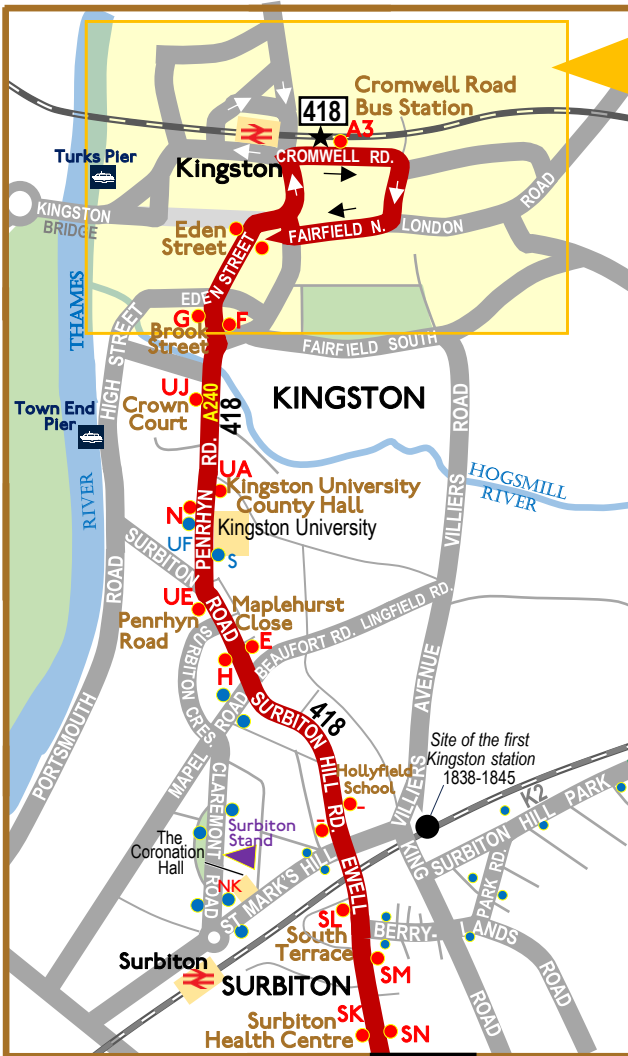 Cromwell Road
Bus Station
418
A3
CROMWELL RD.
Turks Pier
Kingston
KINGSTON
BRIDGE
Eden
Street
FAIRFIELD N.
LONDON
ROAD
EDEN STREET
EDEN
THAMES
G
F
Brook
Street
FAIRFIELD SOUTH
HIGH STREET
UJ
Crown
Court
A240
418
KINGSTON
Town End
Pier
RD.
UA
Kingston University
County Hall
HOGSMILL
RIVER
VILLIERS
ROAD
N
Kingston University
RIVER
UF
S
PENRHYN
SURBITON
ROAD
UE
Maplehurst
Close
Penrhyn
Road
E
H
BEAUFORT RD.
LINGFIELD RD.
SURBITON CRES
ROAD
PORTSMOUTH
MAPEL ROAD
SURBITON HILL RD.
418
AVENUE
VILLIERS
Site of the first
Kingston station
1838-1845
Hollyfield
School
K2
SURBITON HILL PARK
CLAREMONT ROAD
Surbiton
Stand
The
Coronation
Hall
NK
ST MARK'S HILL
EWELL
KING
PARK RD.
SL
South
Terrace
BERRY-
LANDS
ROAD
SM
Surbiton
SURBITON
SK
Surbiton
Health Centre
SN
ROAD